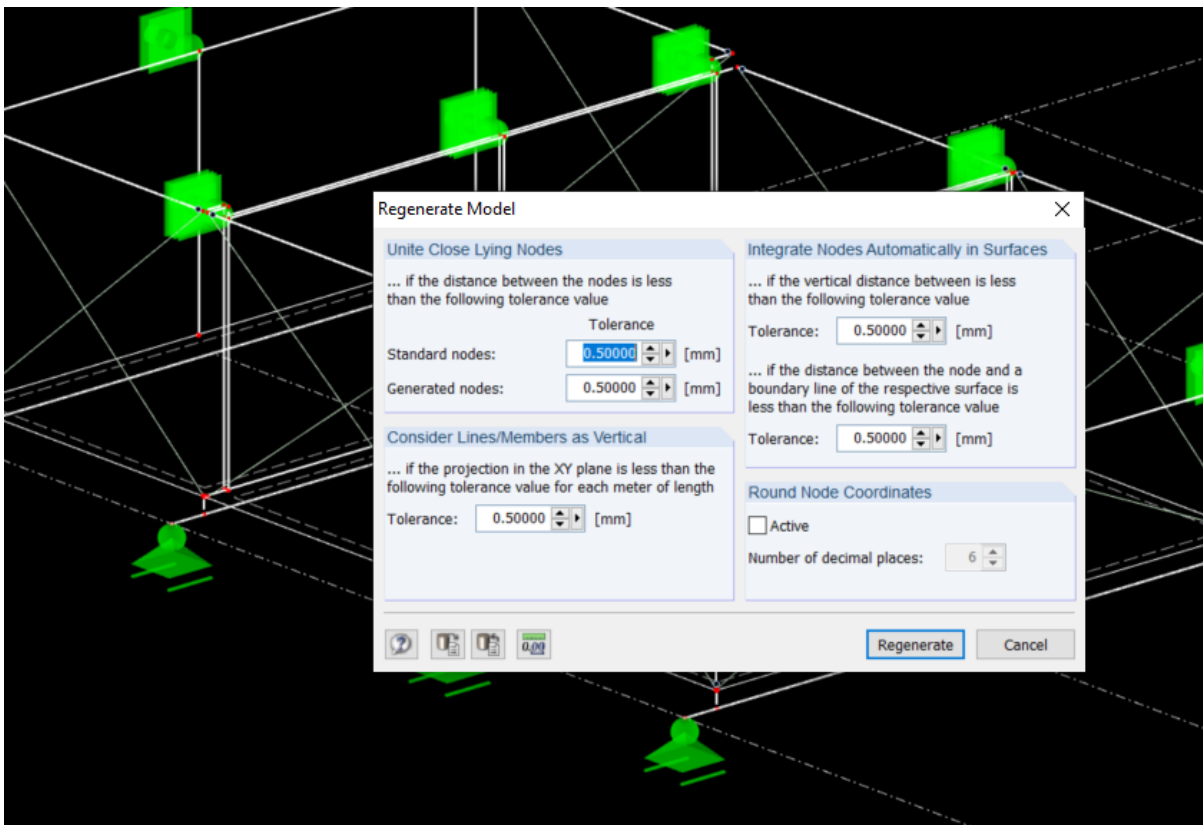 Regenerate Model
Unite Close Lying Nodes
... if the distance between the nodes is less
than the following tolerance value
Tolerance
Standard nodes: 0.50000 [mm]
Generated nodes: 0.50000 [mm]
Consider Lines/Members as Vertical
... if the projection in the XY plane is less than the
following tolerance value for each meter of length
Tolerance: 0.50000 [mm]
Integrate Nodes Automatically in Surfaces
... if the vertical distance between is less
than the following tolerance value
Tolerance: 0.50000 [mm]
... if the distance between the node and a
boundary line of the respective surface is
less than the following tolerance value
Tolerance: 0.50000 [mm]
Round Node Coordinates
Active
Number of decimal places: 6
0.00
Regenerate
Cancel